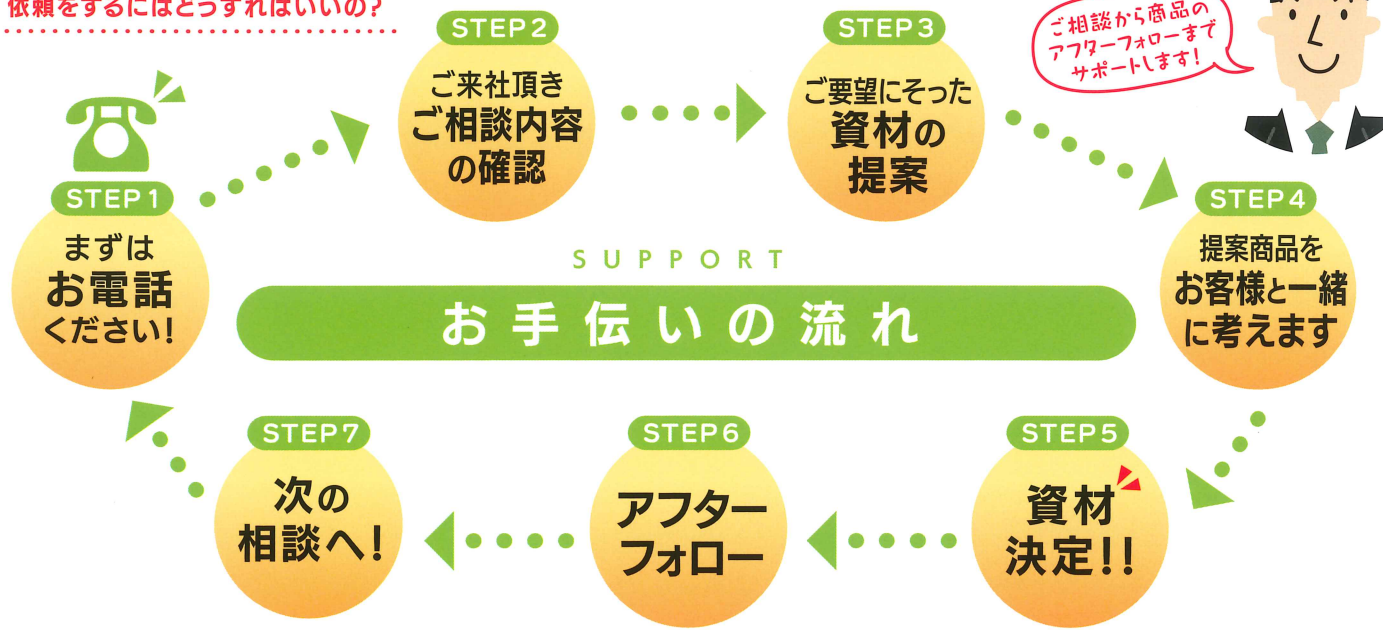 依頼をするにはどうすればいいの?
ご相談から商品の
アフターフォローまで
サポートします!
STEP1
まずは
お電話
ください!
STEP2
ご来社頂き
ご相談内容
の確認
STEP3
ご要望にそった
資材の
提案
STEP4
提案商品を
お客様と一緒
に考えます
SUPPORT
お手伝いの流れ
STEP5
資材
決定!!
STEP6
アフター
フォロー
STEP7
次の
相談へ!